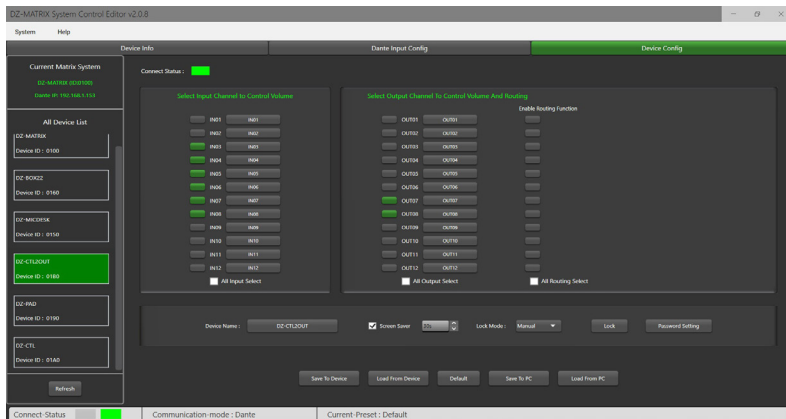 DZ-MATRIX System Control Editor v2.0.8
System Help
Device Info Dante Input Config Device Config
Current Matrix System
DZ-MATRIX (ID:0100)
Dante IP: 192.168.1.153
All Device List
DZ-MATRIX
Device ID : 0100
DZ-BOX22
Device ID : 0160
DZ-MICDESK
Device ID : 0150
DZ-CTL2OUT
Device ID : 01B0
DZ-PAD
Device ID : 0190
DZ-CTL
Device ID : 01A0
Refresh
Connect Status :
Select Input Channel to Control Volume
IN01 IN01
IN02 IN02
IN03 IN03
IN04 IN04
IN05 IN05
IN06 IN06
IN07 IN07
IN08 IN08
IN09 IN09
IN10 IN10
IN11 IN11
IN12 IN12
All Input Select
Select Output Channel To Control Volume And Routing
Enable Routing Function
OUT01 OUT01
OUT02 OUT02
OUT03 OUT03
OUT04 OUT04
OUT05 OUT05
OUT06 OUT06
OUT07 OUT07
OUT08 OUT08
OUT09 OUT09
OUT10 OUT10
OUT11 OUT11
OUT12 OUT12
All Output Select All Routing Select
Device Name : DZ-CTL2OUT Screen Saver 10s Lock Mode : Manual Lock Password Setting
Save To Device Load From Device Default Save To PC Load From PC
Connect-Status Communication-mode : Dante Current-Preset : Default